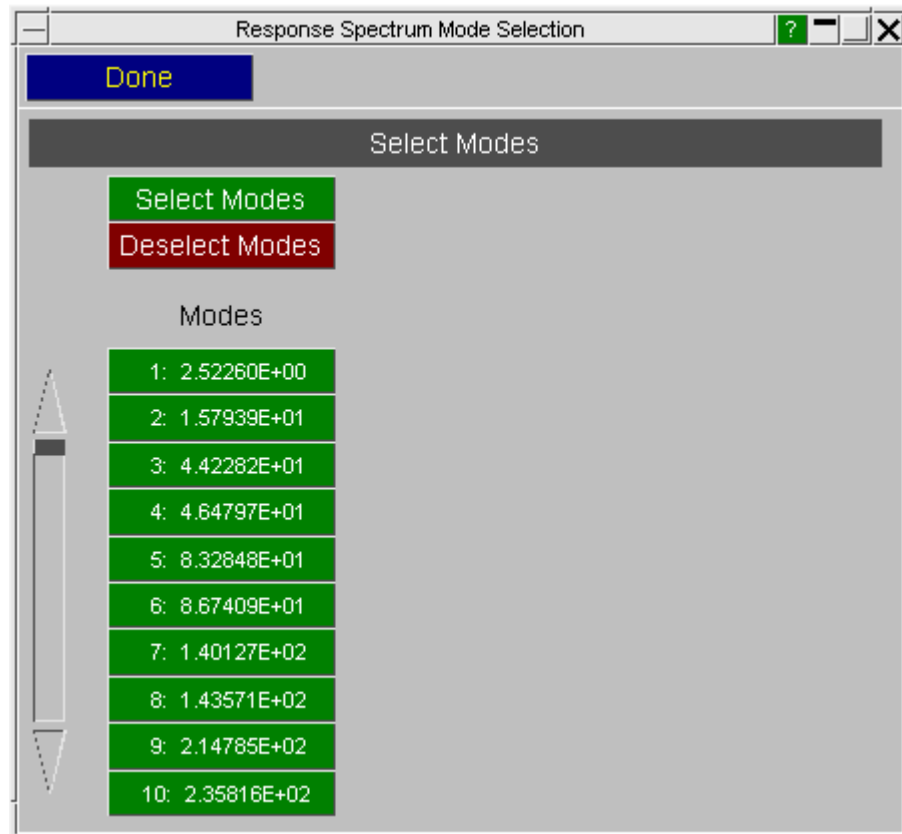 Response Spectrum Mode Selection ?
Done
Select Modes
Select Modes
Deselect Modes
Modes
1: 2.52260E+00
2: 1.57939E+01
3: 4.42282E+01
4: 4.64797E+01
5: 8.32848E+01
6: 8.67409E+01
7: 1.40127E+02
8: 1.43571E+02
9: 2.14785E+02
10: 2.35816E+02